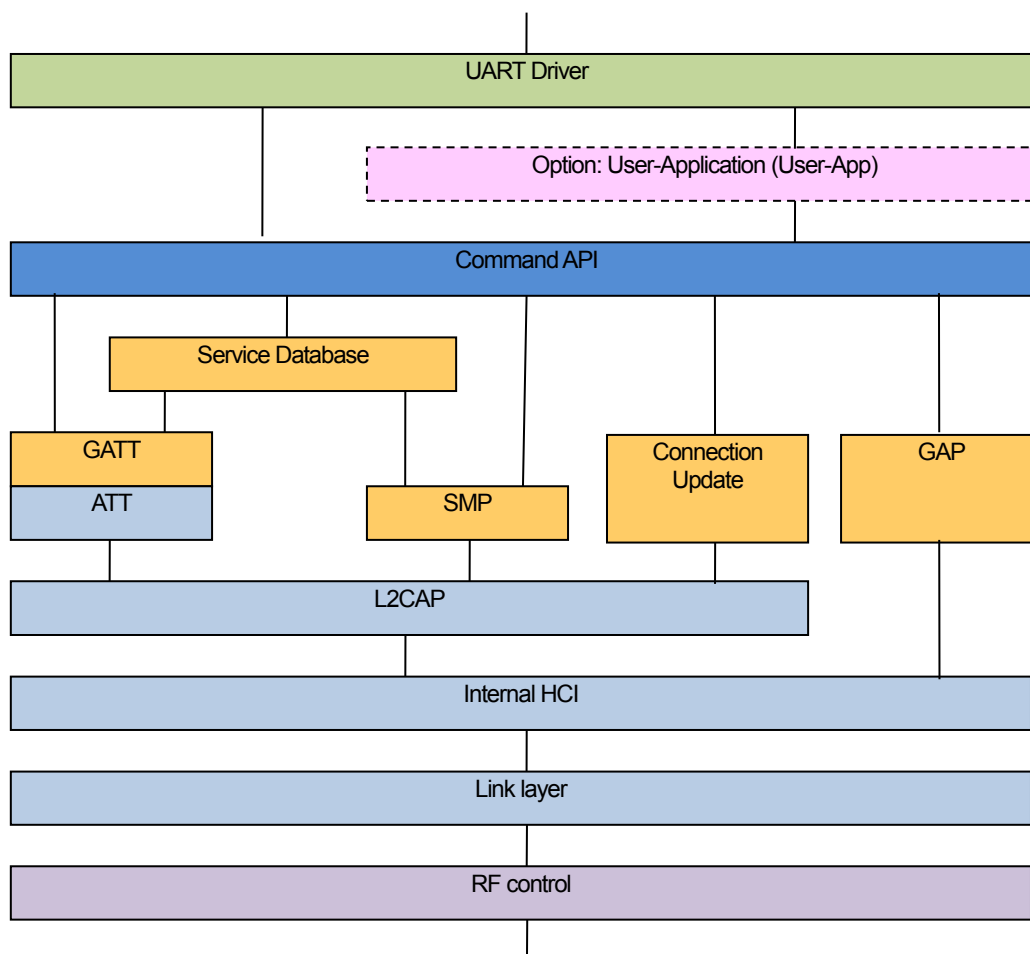 UART Driver
Option: User-Application (User-App)
Command API
Service Database
GATT
Connection
Update
GAP
ATT
SMP
L2CAP
Internal HCI
Link layer
RF control